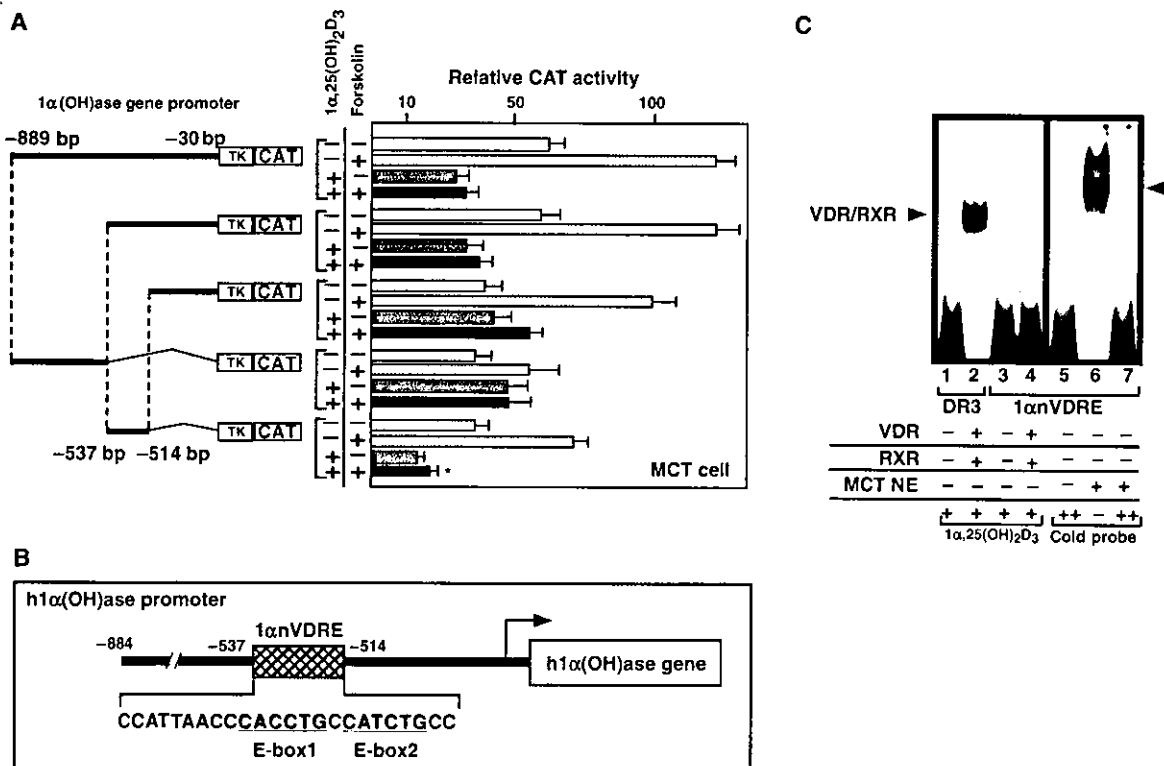 A
1α(OH)ase gene promoter
1α,25(OH)₂D₃
Forskolin
Relative CAT activity
10 50 100
−889 bp −30 bp
TK CAT − −
− +
+ −
+ +
TK CAT − −
− +
+ −
+ +
TK CAT − −
− +
+ −
+ +
TK CAT − −
− +
+ −
+ +
TK CAT − −
− +
+ −
+ + *
−537 bp −514 bp
MCT cell
B
h1α(OH)ase promoter
1αnVDRE
−884 −537 −514
h1α(OH)ase gene
CCATTAACCCACCTGCCATCTGCC
E-box1 E-box2
C
VDR/RXR
1 2 3 4 5 6 7
DR3 1αnVDRE
VDR − + − + − − −
RXR − + − + − − −
MCT NE − − − − − + +
+ + + + ++ − ++
1α,25(OH)₂D₃ Cold probe